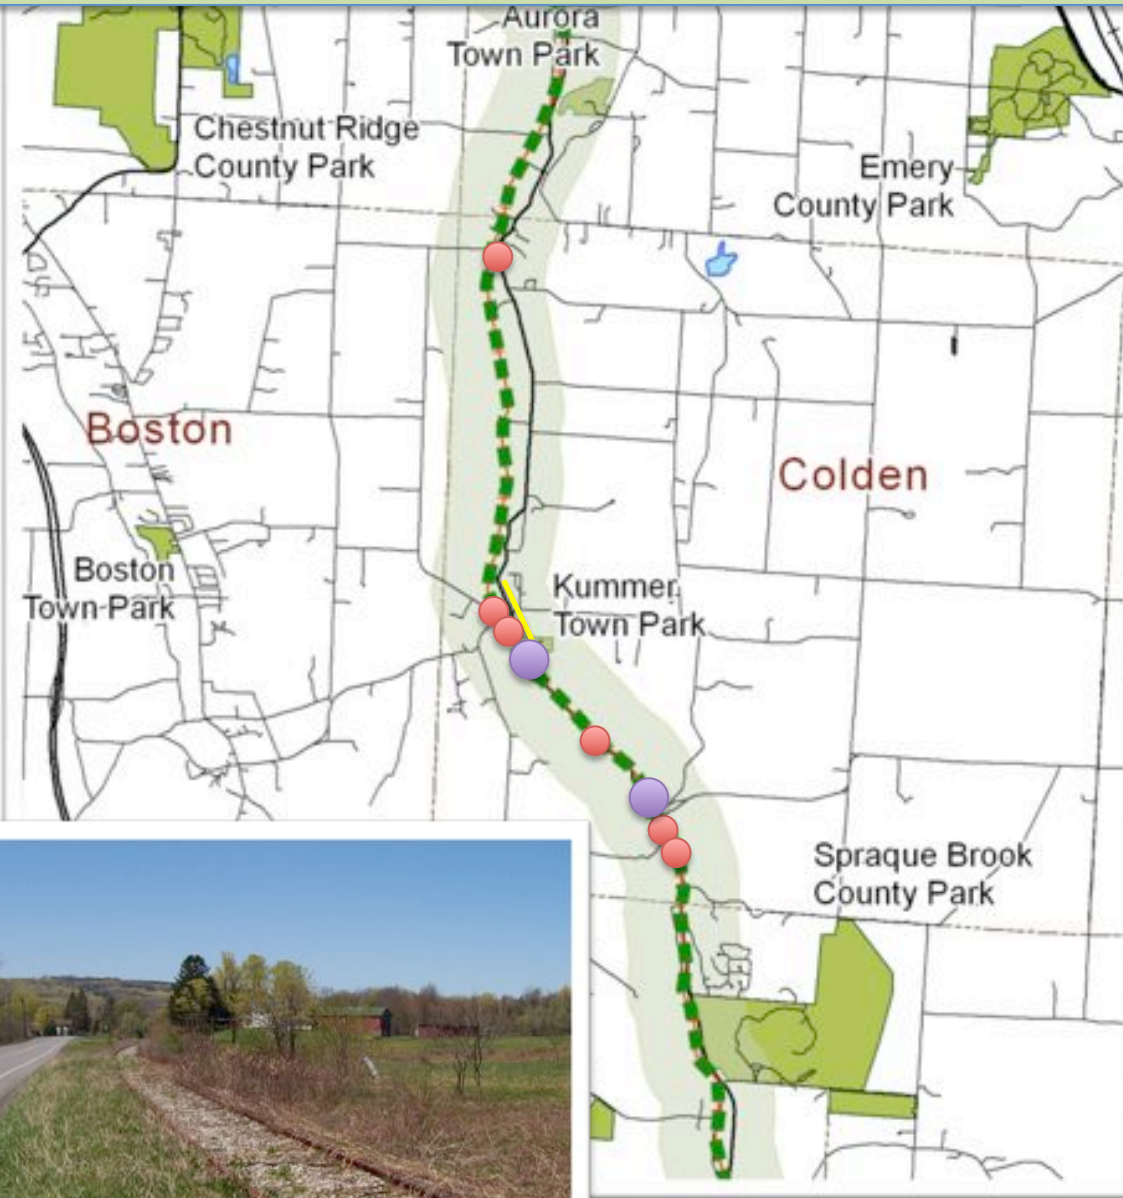 Aurora
Town Park
Chestnut Ridge
County Park
Emery
County Park
Boston
Colden
Boston
Town Park
Kummer
Town Park
Spraque Brook
County Park